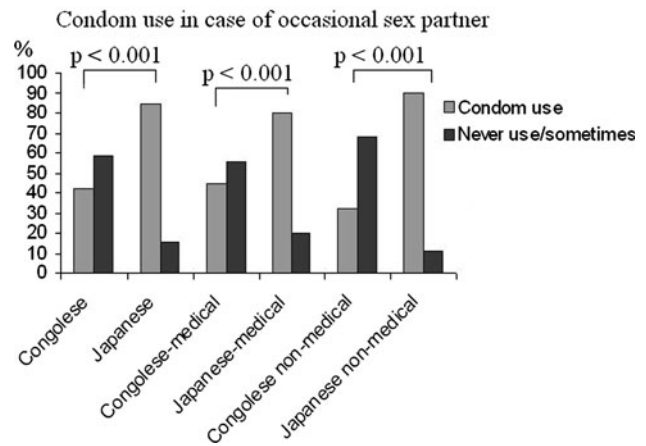 Condom use in case of occasional sex partner
%
p < 0.001
p < 0.001
p < 0.001
100
90
80
70
60
50
40
30
20
10
0
Condom use
Never use/sometimes
Congolese
Japanese
Congolese-medical
Japanese-medical
Congolese non-medical
Japanese non-medical